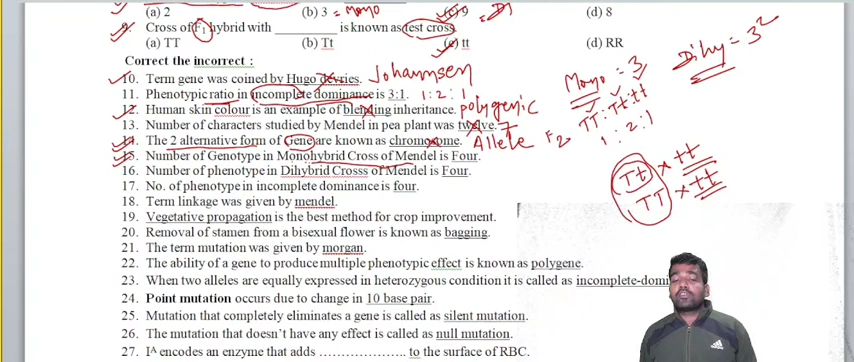 (a) 2 (b) 3 = Mono (c) 9 = Di (d) 8
9. Cross of F₁ hybrid with __________ is known as test cross
(a) TT (b) Tt (c) tt (d) RR
Correct the incorrect :
10. Term gene was coined by Hugo devries. Johannsen
11. Phenotypic ratio in incomplete dominance is 3:1. 1:2:1
12. Human skin colour is an example of blending inheritance. polygenic
13. Number of characters studied by Mendel in pea plant was twelve. 7
14. The 2 alternative form of Gene are known as chromosome. Allele
15. Number of Genotype in Monohybrid Cross of Mendel is Four.
16. Number of phenotype in Dihybrid Crosss of Mendel is Four.
17. No. of phenotype in incomplete dominance is four.
18. Term linkage was given by mendel.
19. Vegetative propagation is the best method for crop improvement.
20. Removal of stamen from a bisexual flower is known as bagging.
21. The term mutation was given by morgan.
22. The ability of a gene to produce multiple phenotypic effect is known as polygene.
23. When two alleles are equally expressed in heterozygous condition it is called as incomplete-domi
24. Point mutation occurs due to change in 10 base pair.
25. Mutation that completely eliminates a gene is called as silent mutation.
26. The mutation that doesn't have any effect is called as null mutation.
27. Iᴬ encodes an enzyme that adds ..................... to the surface of RBC.
Mono = 3
Dihy = 3²
TT : Tt : tt
F₂
1 : 2 : 1
Tt × tt
TT × tt